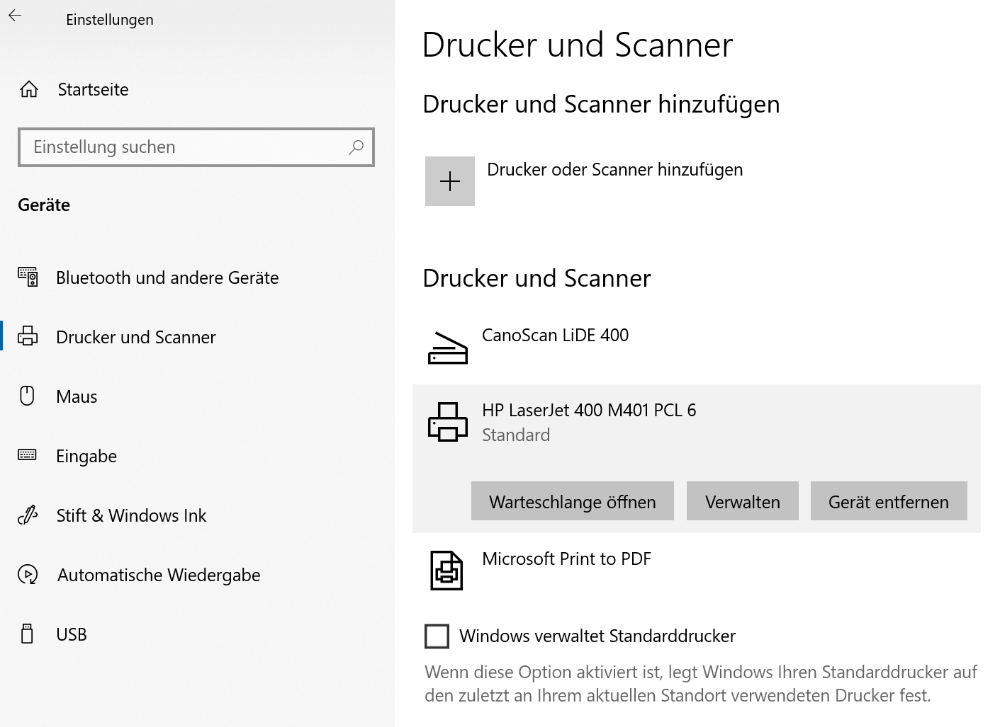 Einstellungen
Startseite
Einstellung suchen
Geräte
Bluetooth und andere Geräte
Drucker und Scanner
Maus
Eingabe
Stift & Windows Ink
Automatische Wiedergabe
USB
Drucker und Scanner
Drucker und Scanner hinzufügen
Drucker oder Scanner hinzufügen
Drucker und Scanner
CanoScan LiDE 400
HP LaserJet 400 M401 PCL 6
Standard
Warteschlange öffnen
Verwalten
Gerät entfernen
Microsoft Print to PDF
Windows verwaltet Standarddrucker
Wenn diese Option aktiviert ist, legt Windows Ihren Standarddrucker auf
den zuletzt an Ihrem aktuellen Standort verwendeten Drucker fest.